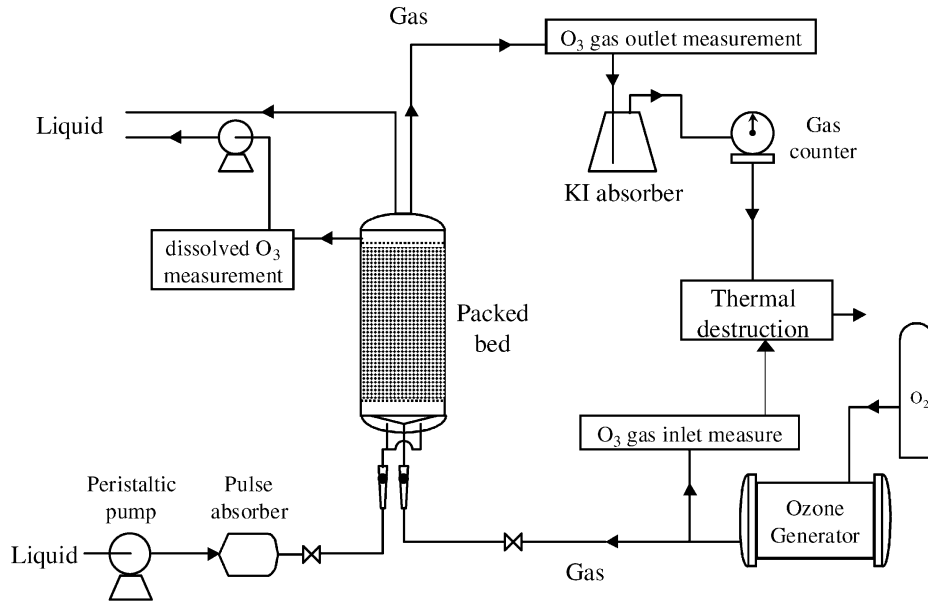 Gas
O₃ gas outlet measurement
Liquid
Gas
counter
KI absorber
dissolved O₃
measurement
Thermal
destruction
Packed
bed
O₂
O₃ gas inlet measure
Peristaltic
pump
Pulse
absorber
Ozone
Generator
Liquid
Gas